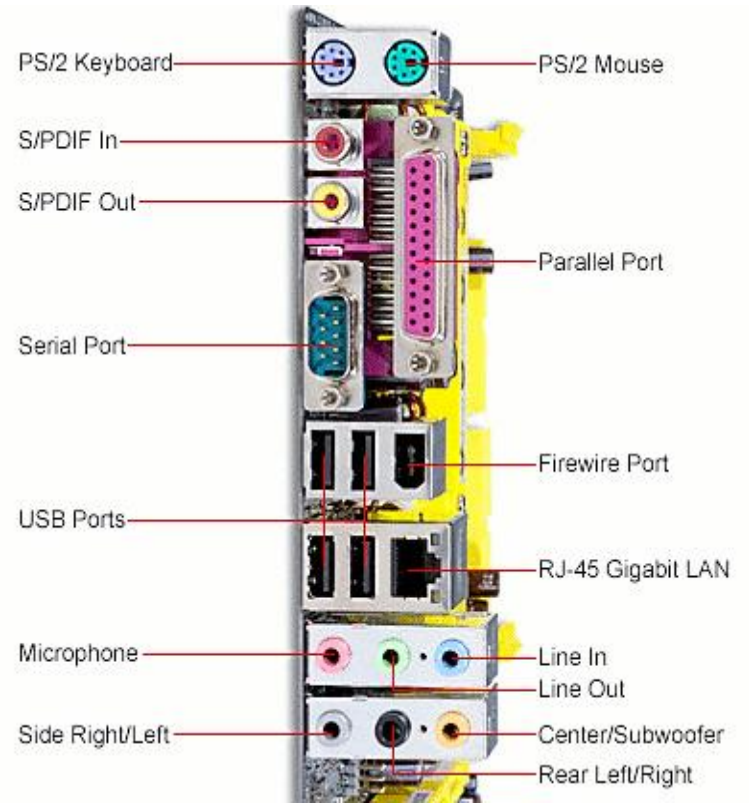 PS/2 Keyboard
PS/2 Mouse
S/PDIF In
S/PDIF Out
Parallel Port
Serial Port
Firewire Port
USB Ports
RJ-45 Gigabit LAN
Microphone
Line In
Line Out
Side Right/Left
Center/Subwoofer
Rear Left/Right